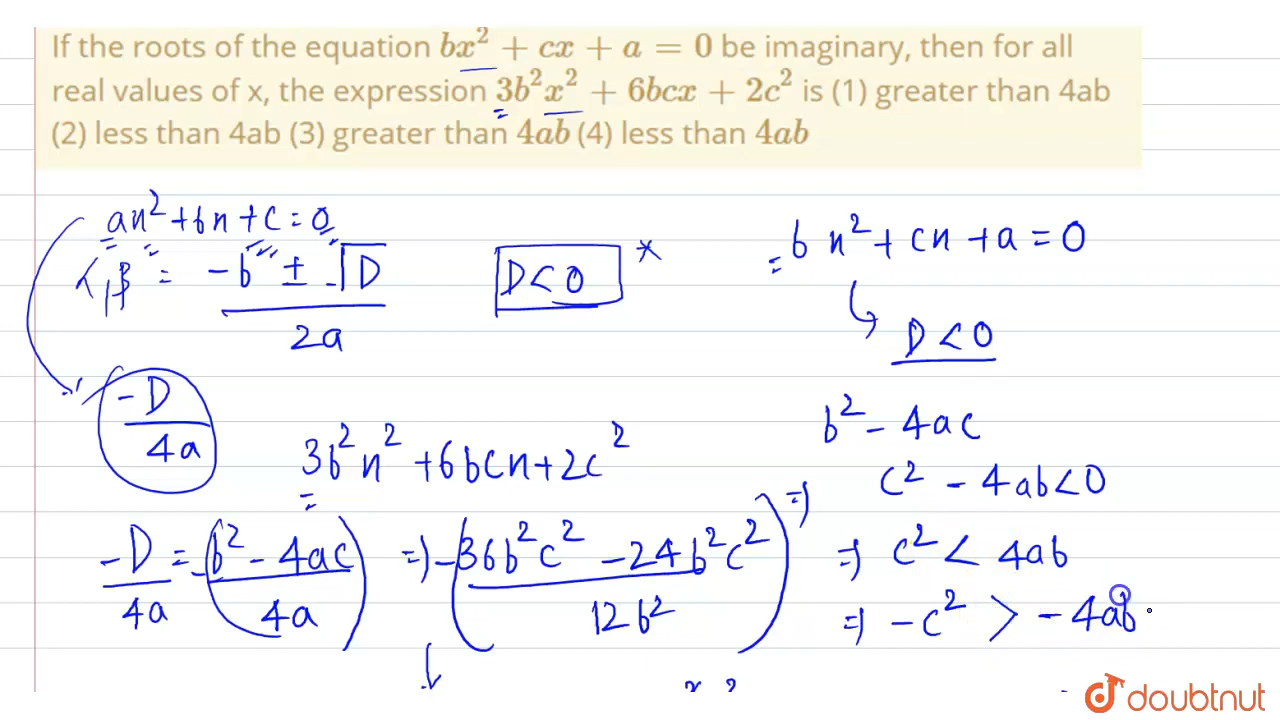 If the roots of the equation bx² + cx + a = 0 be imaginary, then for all
real values of x, the expression 3b²x² + 6bcx + 2c² is (1) greater than 4ab
(2) less than 4ab (3) greater than 4ab (4) less than 4ab
ax² + bx + c = 0
α, β = (-b ± √D) / 2a
D < 0 *
bx² + cx + a = 0
D < 0
-D / 4a
b² - 4ac
3b²x² + 6bcx + 2c²
c² - 4ab < 0
-D / 4a = -(b² - 4ac / 4a) ⇒ -(36b²c² - 24b²c² / 12b²) ⇒
⇒ c² < 4ab
⇒ -c² > -4ab
doubtnut